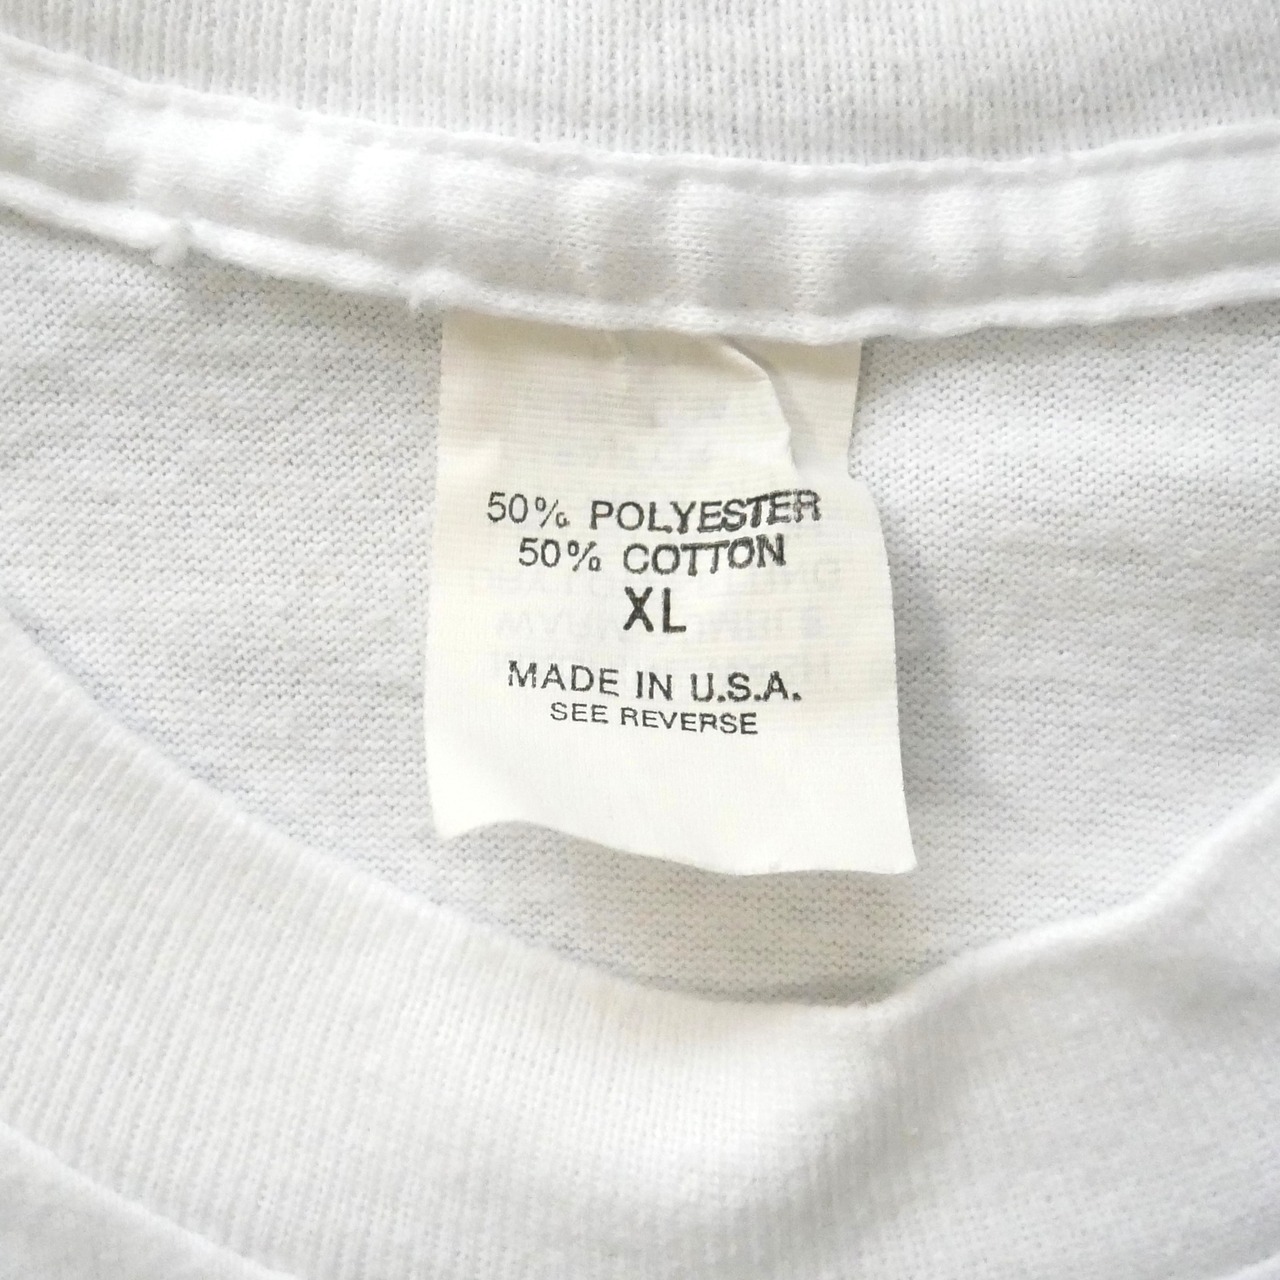 50% POLYESTER
50% COTTON
XL
MADE IN U.S.A.
SEE REVERSE